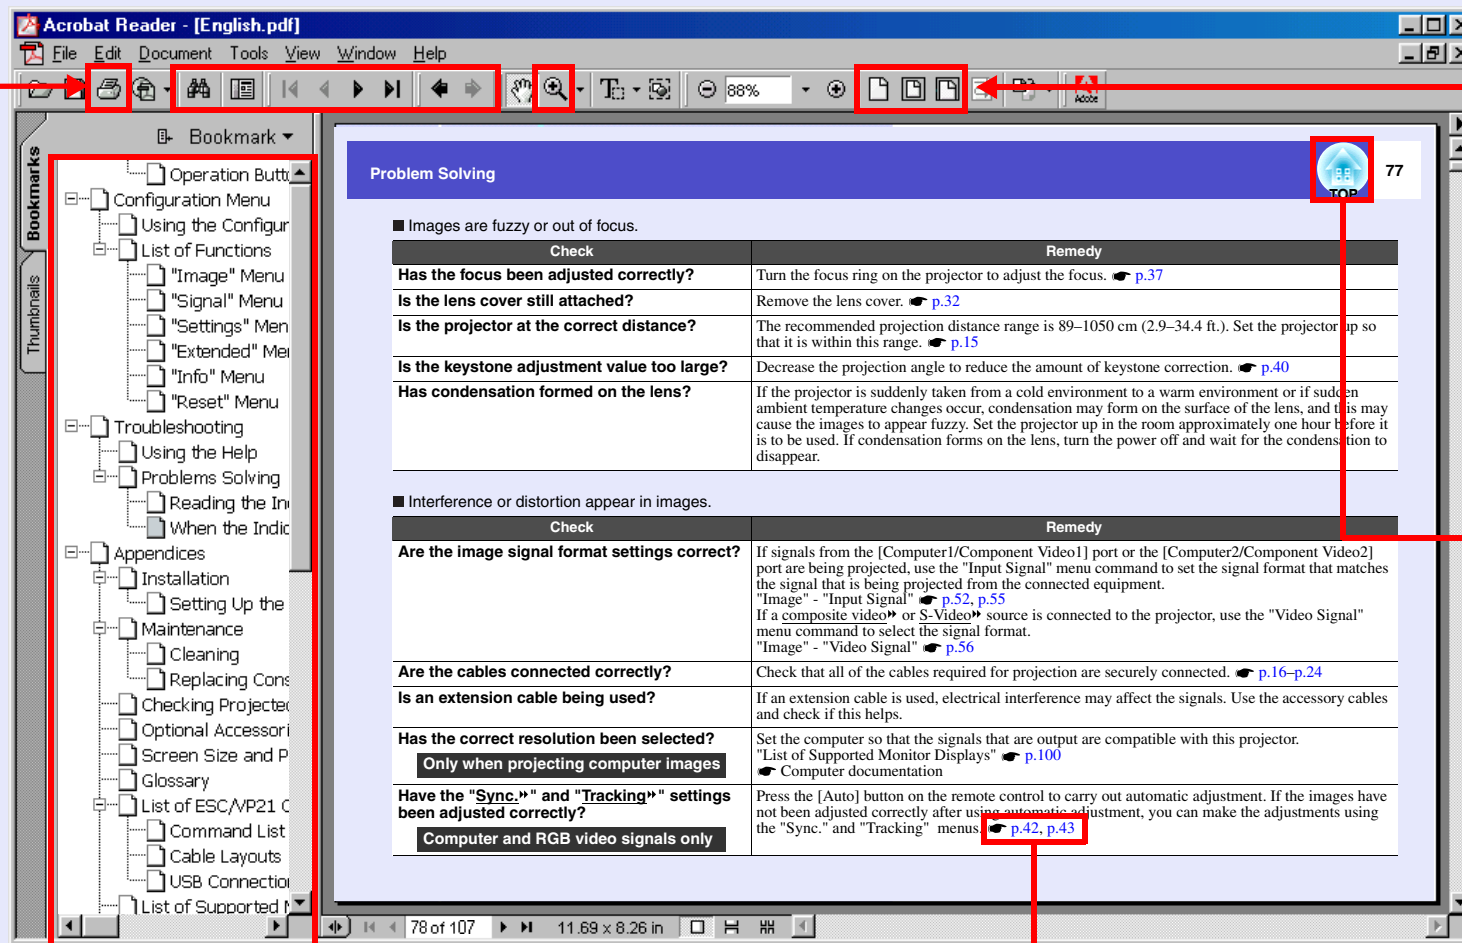 Acrobat Reader - [English.pdf]
File Edit Document Tools View Window Help
88%
Adobe
Bookmarks
Thumbnails
Bookmark
Operation Butt
Configuration Menu
Using the Configur
List of Functions
"Image" Menu
"Signal" Menu
"Settings" Men
"Extended" Me
"Info" Menu
"Reset" Menu
Troubleshooting
Using the Help
Problems Solving
Reading the In
When the Indic
Appendices
Installation
Setting Up the
Maintenance
Cleaning
Replacing Cons
Checking Projected
Optional Accessori
Screen Size and P
Glossary
List of ESC/VP21 C
Command List
Cable Layouts
USB Connection
List of Supported M
Problem Solving
TOP
77
■ Images are fuzzy or out of focus.
Check Remedy
Has the focus been adjusted correctly? Turn the focus ring on the projector to adjust the focus. ☛ p.37
Is the lens cover still attached? Remove the lens cover. ☛ p.32
Is the projector at the correct distance? The recommended projection distance range is 89–1050 cm (2.9–34.4 ft.). Set the projector up so
that it is within this range. ☛ p.15
Is the keystone adjustment value too large? Decrease the projection angle to reduce the amount of keystone correction. ☛ p.40
Has condensation formed on the lens? If the projector is suddenly taken from a cold environment to a warm environment or if sudden
ambient temperature changes occur, condensation may form on the surface of the lens, and this may
cause the images to appear fuzzy. Set the projector up in the room approximately one hour before it
is to be used. If condensation forms on the lens, turn the power off and wait for the condensation to
disappear.
■ Interference or distortion appear in images.
Check Remedy
Are the image signal format settings correct? If signals from the [Computer1/Component Video1] port or the [Computer2/Component Video2]
port are being projected, use the "Input Signal" menu command to set the signal format that matches
the signal that is being projected from the connected equipment.
"Image" - "Input Signal" ☛ p.52, p.55
If a composite video» or S-Video» source is connected to the projector, use the "Video Signal"
menu command to select the signal format.
"Image" - "Video Signal" ☛ p.56
Are the cables connected correctly? Check that all of the cables required for projection are securely connected. ☛ p.16–p.24
Is an extension cable being used? If an extension cable is used, electrical interference may affect the signals. Use the accessory cables
and check if this helps.
Has the correct resolution been selected? Set the computer so that the signals that are output are compatible with this projector.
"List of Supported Monitor Displays" ☛ p.100
Only when projecting computer images
☛ Computer documentation
Have the "Sync.»" and "Tracking»" settings
been adjusted correctly?
Computer and RGB video signals only
Press the [Auto] button on the remote control to carry out automatic adjustment. If the images have
not been adjusted correctly after using automatic adjustment, you can make the adjustments using
the "Sync." and "Tracking" menus. ☛ p.42, p.43
78 of 107 11.69 x 8.26 in